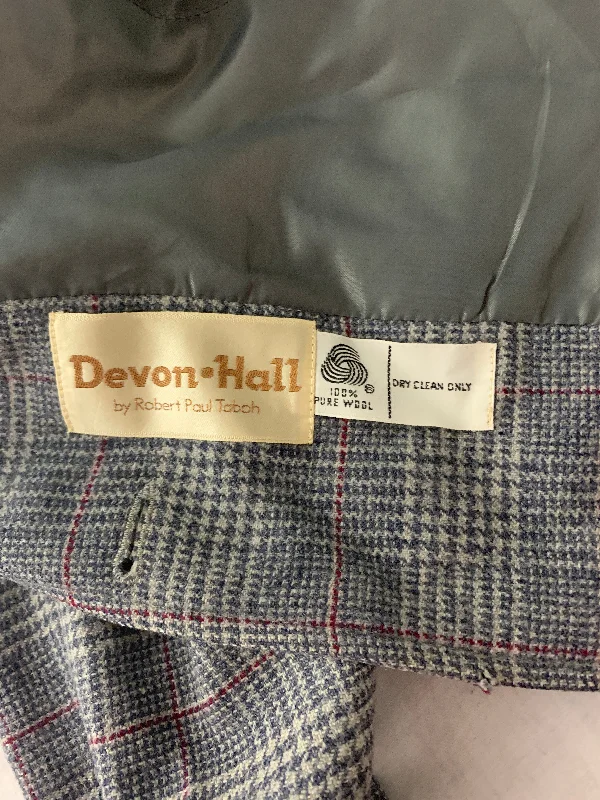 Devon·Hall
by Robert Paul Taboh
100%
PURE WOOL
DRY CLEAN ONLY